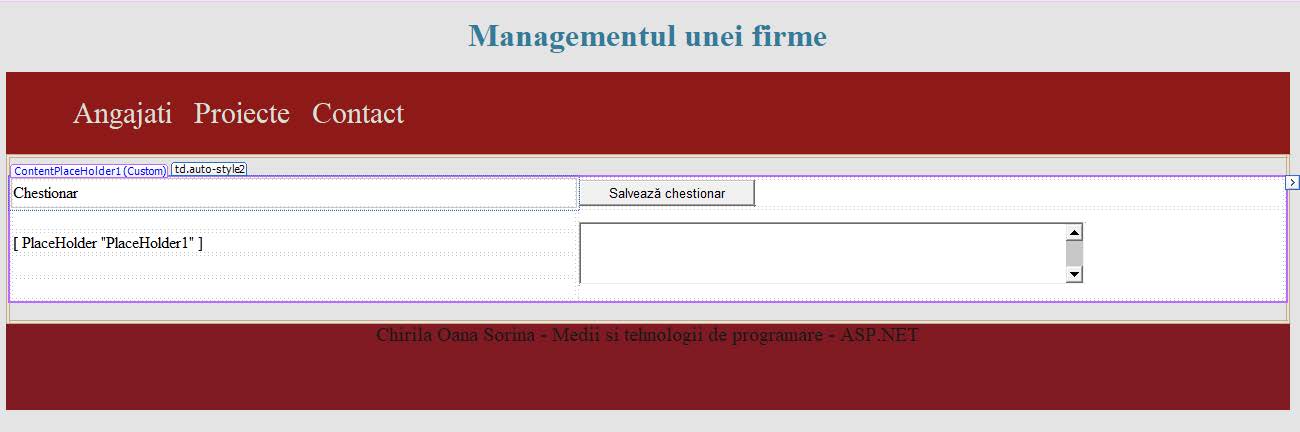 Managementul unei firme
Angajati Proiecte Contact
ContentPlaceHolder1 (Custom) td.auto-style2
Chestionar Salvează chestionar
[ PlaceHolder "PlaceHolder1" ]
Chirila Oana Sorina - Medii si tehnologii de programare - ASP.NET